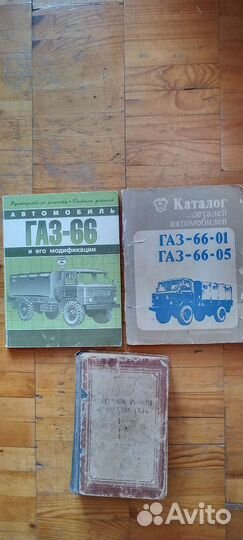 Руководство по ремонту • Каталог деталей
АВТОМОБИЛЬ
ГАЗ-66
и его модификации
Каталог
деталей
автомобилей
ГАЗ-66-01
ГАЗ-66-05
Avito